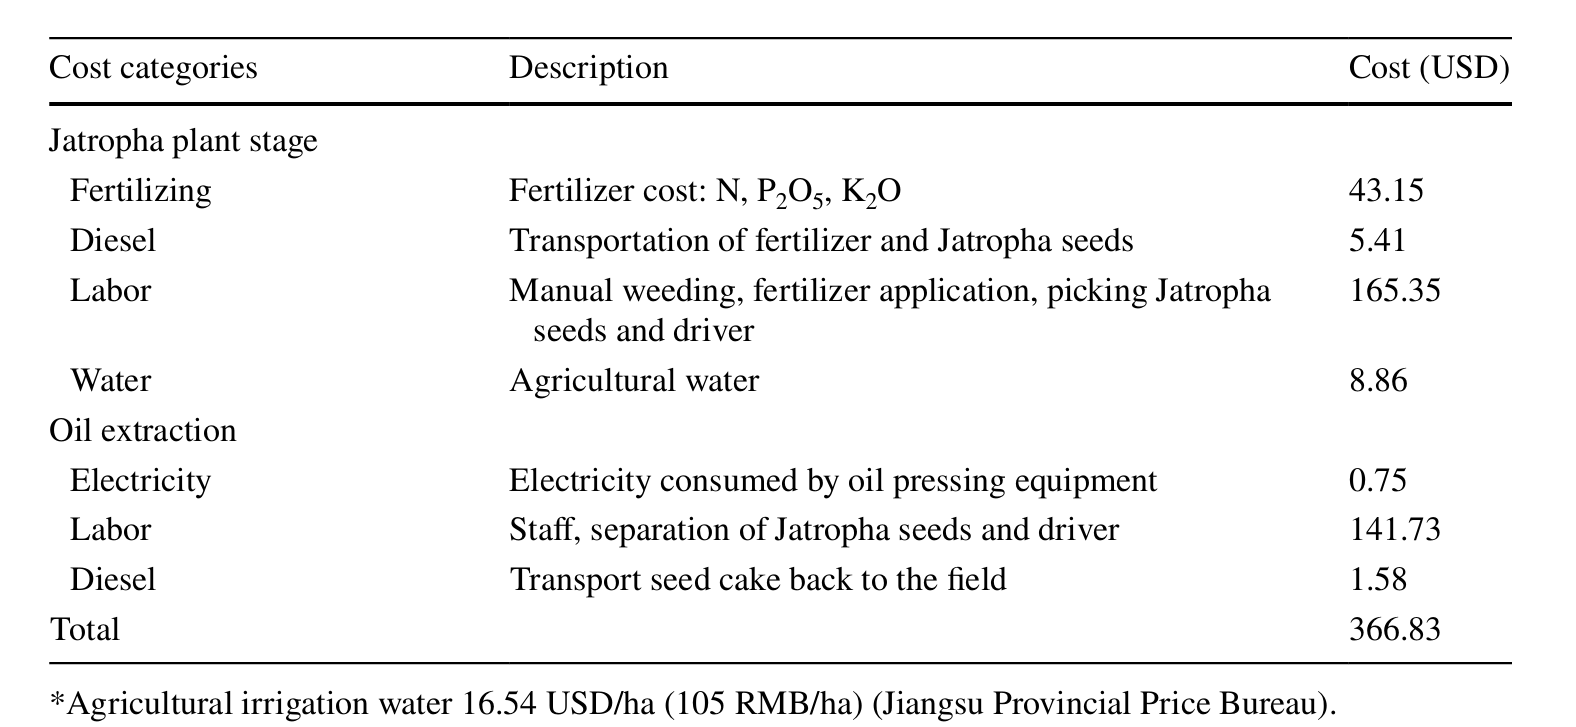 Cost categories Description Cost (USD)
Jatropha plant stage
Fertilizing Fertilizer cost: N, P₂O₅, K₂O 43.15
Diesel Transportation of fertilizer and Jatropha seeds 5.41
Labor Manual weeding, fertilizer application, picking Jatropha 165.35
seeds and driver
Water Agricultural water 8.86
Oil extraction
Electricity Electricity consumed by oil pressing equipment 0.75
Labor Staff, separation of Jatropha seeds and driver 141.73
Diesel Transport seed cake back to the field 1.58
Total 366.83
*Agricultural irrigation water 16.54 USD/ha (105 RMB/ha) (Jiangsu Provincial Price Bureau).